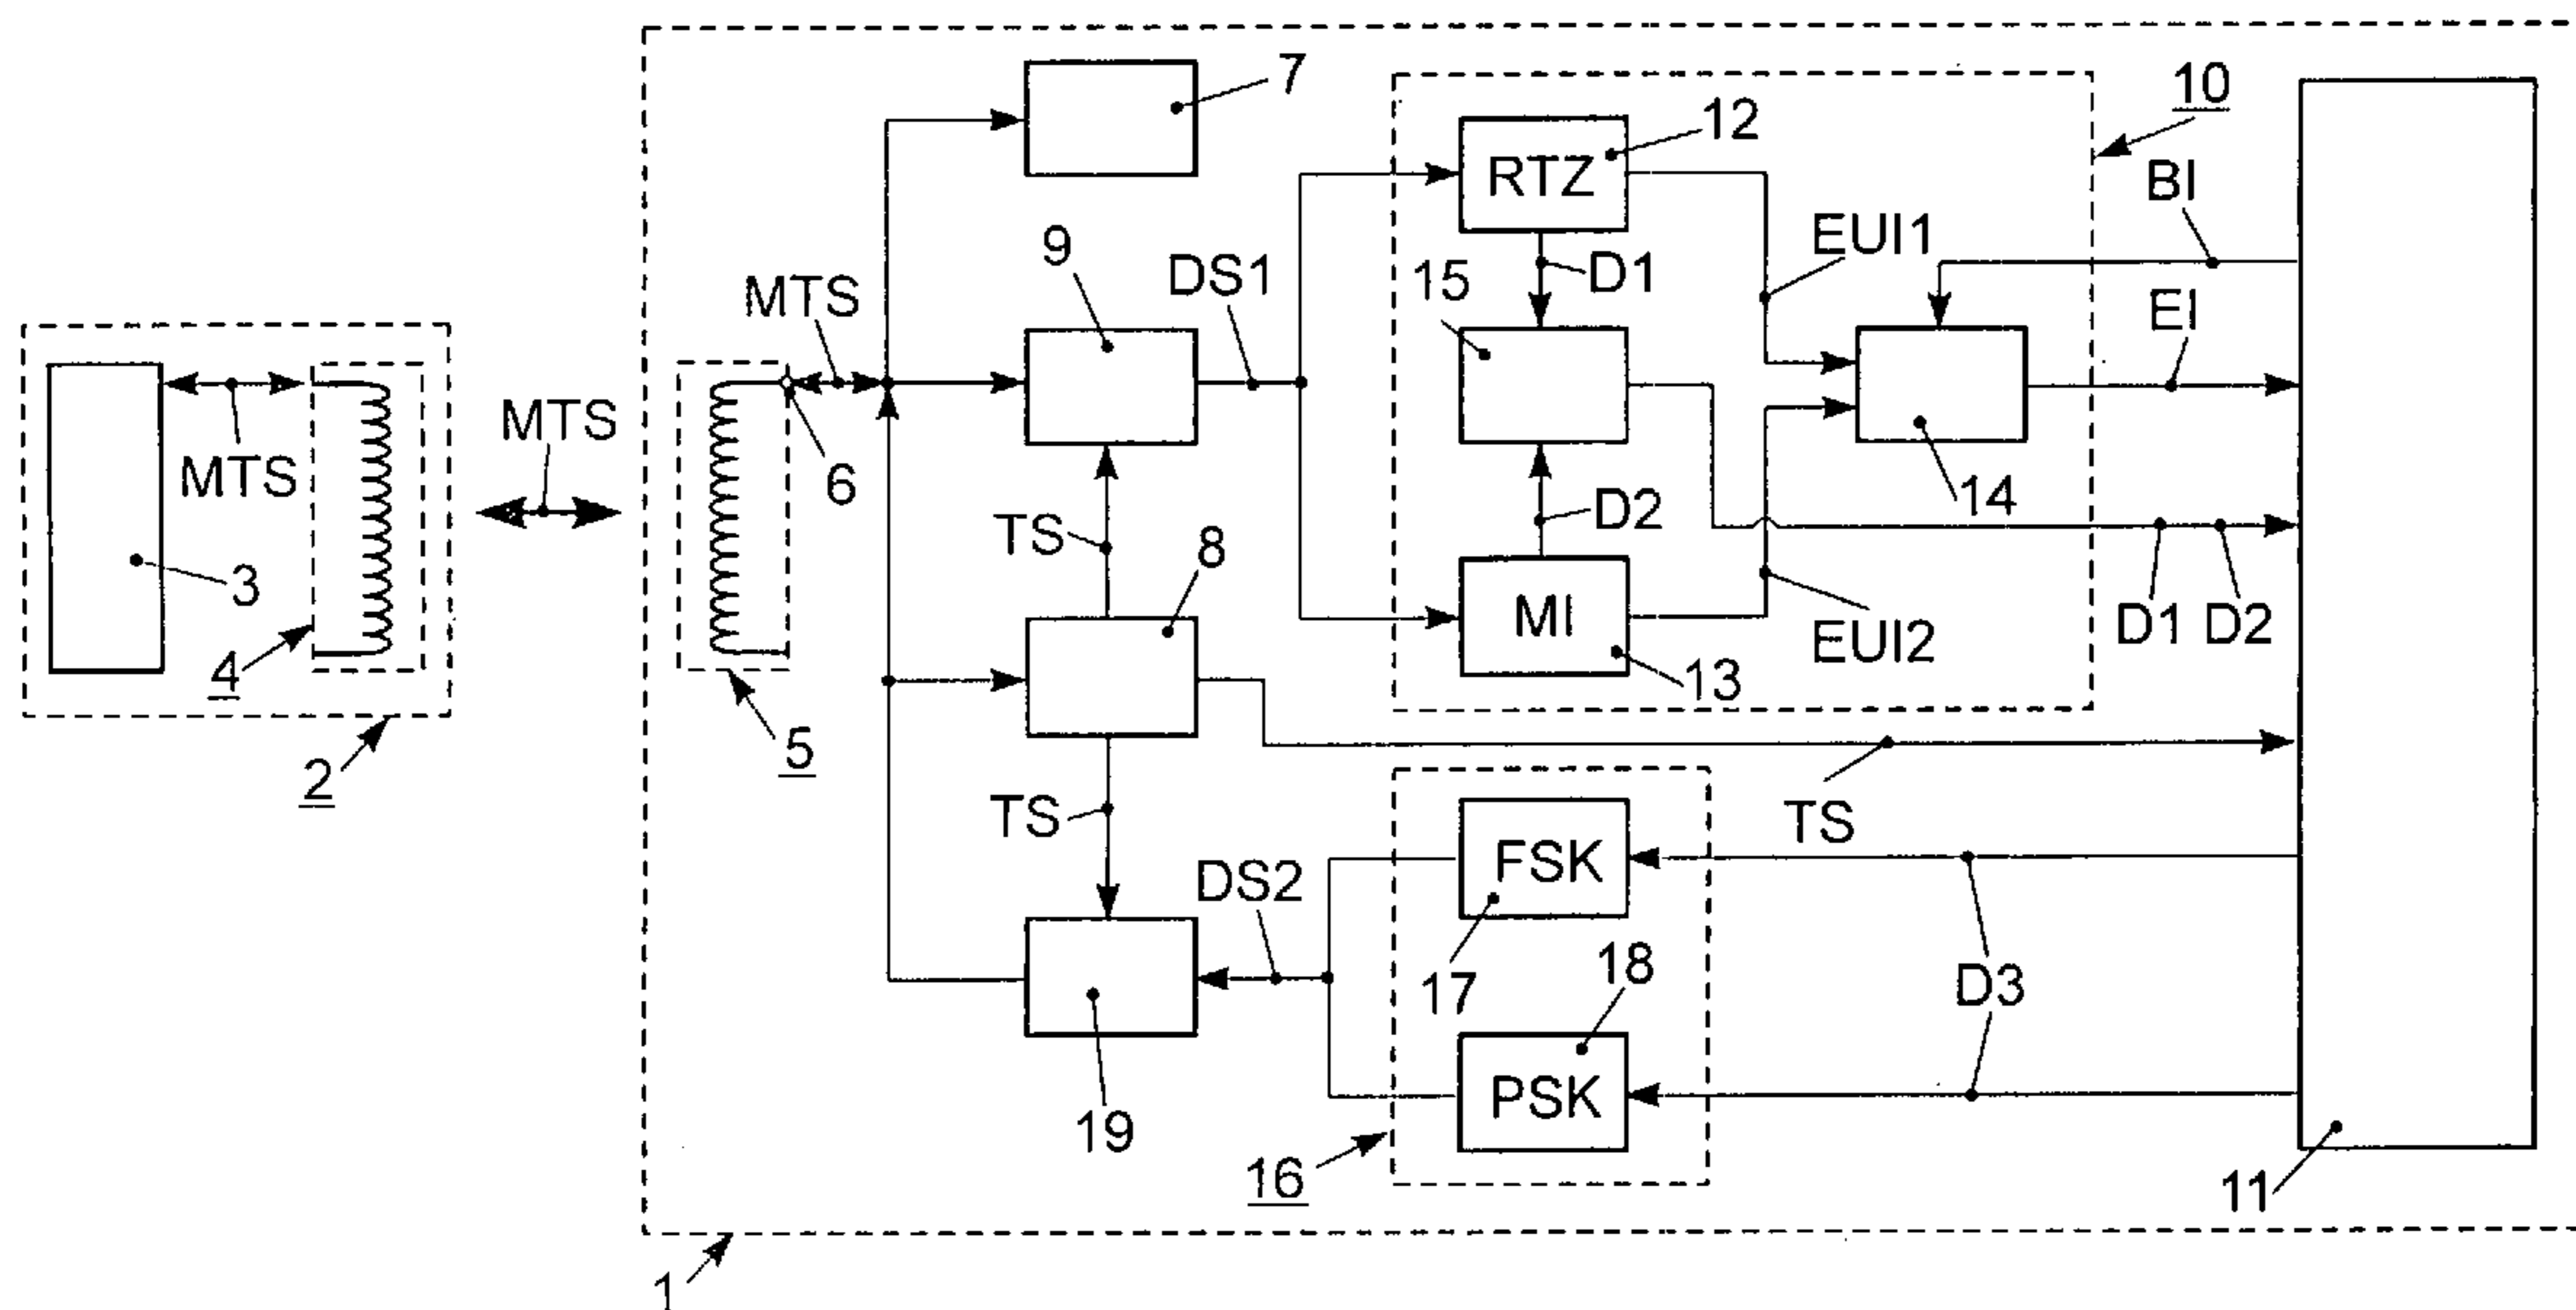 7
10
12
RTZ
BI
9
EUI1
MTS
DS1
15
D1
EI
MTS
MTS
6
14
TS
D2
8
3
MI
D1 D2
4
EUI2
13
5
2
TS
TS
FSK
DS2
17
18
D3
PSK
19
16
11
1